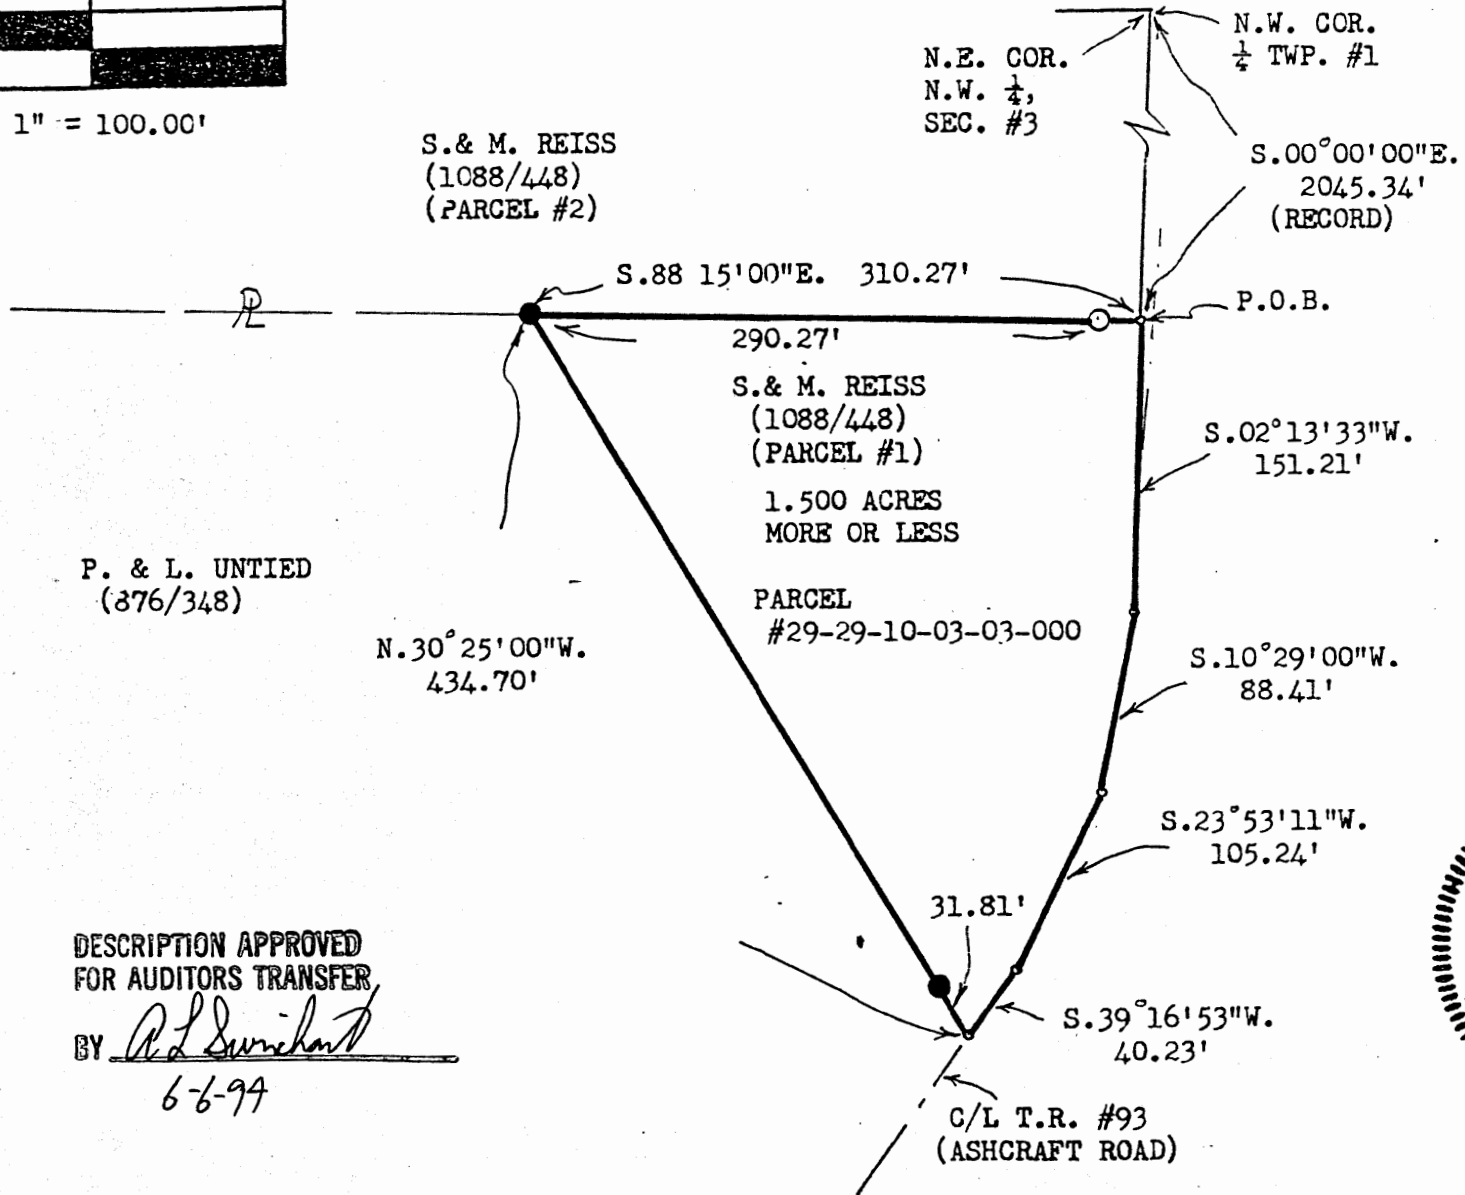 1" = 100.00'
N.E. COR.
N.W. ¼,
SEC. #3
N.W. COR.
¼ TWP. #1
S.& M. REISS
(1088/448)
(PARCEL #2)
S.00°00'00"E.
2045.34'
(RECORD)
P.O.B.
S.88 15'00"E. 310.27'
290.27'
S.& M. REISS
(1088/448)
(PARCEL #1)
1.500 ACRES
MORE OR LESS
PARCEL
#29-29-10-03-03-000
S.02°13'33"W.
151.21'
P. & L. UNTIED
(876/348)
N.30°25'00"W.
434.70'
S.10°29'00"W.
88.41'
S.23°53'11"W.
105.24'
31.81'
S.39°16'53"W.
40.23'
C/L T.R. #93
(ASHCRAFT ROAD)
DESCRIPTION APPROVED
FOR AUDITORS TRANSFER
BY
6-6-94